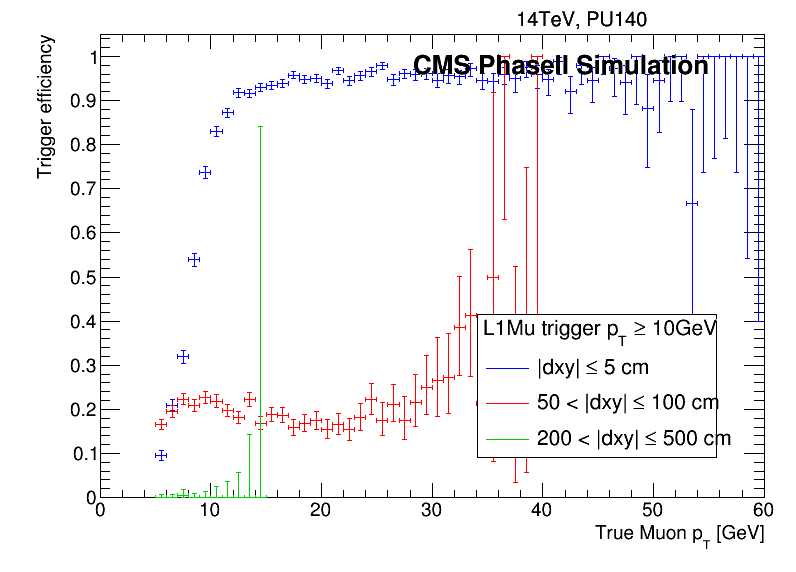 14TeV, PU140
CMS PhaseII Simulation
Trigger efficiency
1
0.9
0.8
0.7
0.6
0.5
0.4
0.3
0.2
0.1
0
L1Mu trigger pT ≥ 10GeV
|dxy| ≤ 5 cm
50 < |dxy| ≤ 100 cm
200 < |dxy| ≤ 500 cm
0 10 20 30 40 50 60
True Muon pT [GeV]